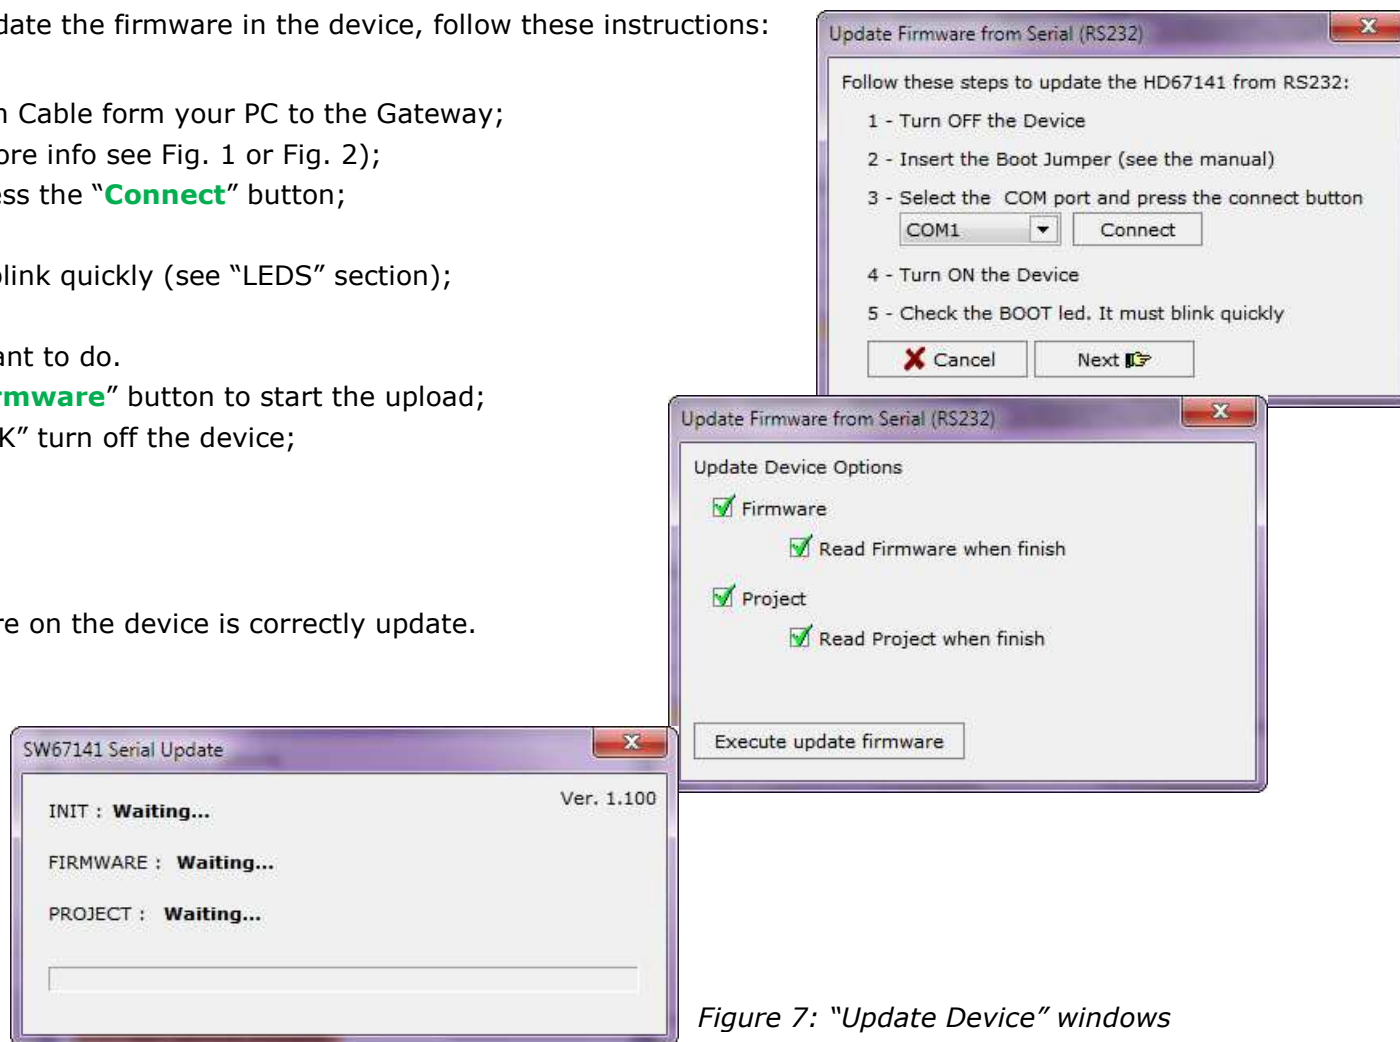 date the firmware in the device, follow these instructions:
n Cable form your PC to the Gateway;
ore info see Fig. 1 or Fig. 2);
ess the “Connect” button;
blink quickly (see “LEDS” section);
ant to do.
rmware” button to start the upload;
K” turn off the device;
re on the device is correctly update.
Update Firmware from Serial (RS232)
Follow these steps to update the HD67141 from RS232:
1 - Turn OFF the Device
2 - Insert the Boot Jumper (see the manual)
3 - Select the COM port and press the connect button
COM1 Connect
4 - Turn ON the Device
5 - Check the BOOT led. It must blink quickly
Cancel Next
Update Firmware from Serial (RS232)
Update Device Options
Firmware
Read Firmware when finish
Project
Read Project when finish
Execute update firmware
SW67141 Serial Update
Ver. 1.100
INIT : Waiting...
FIRMWARE : Waiting...
PROJECT : Waiting...
Figure 7: “Update Device” windows